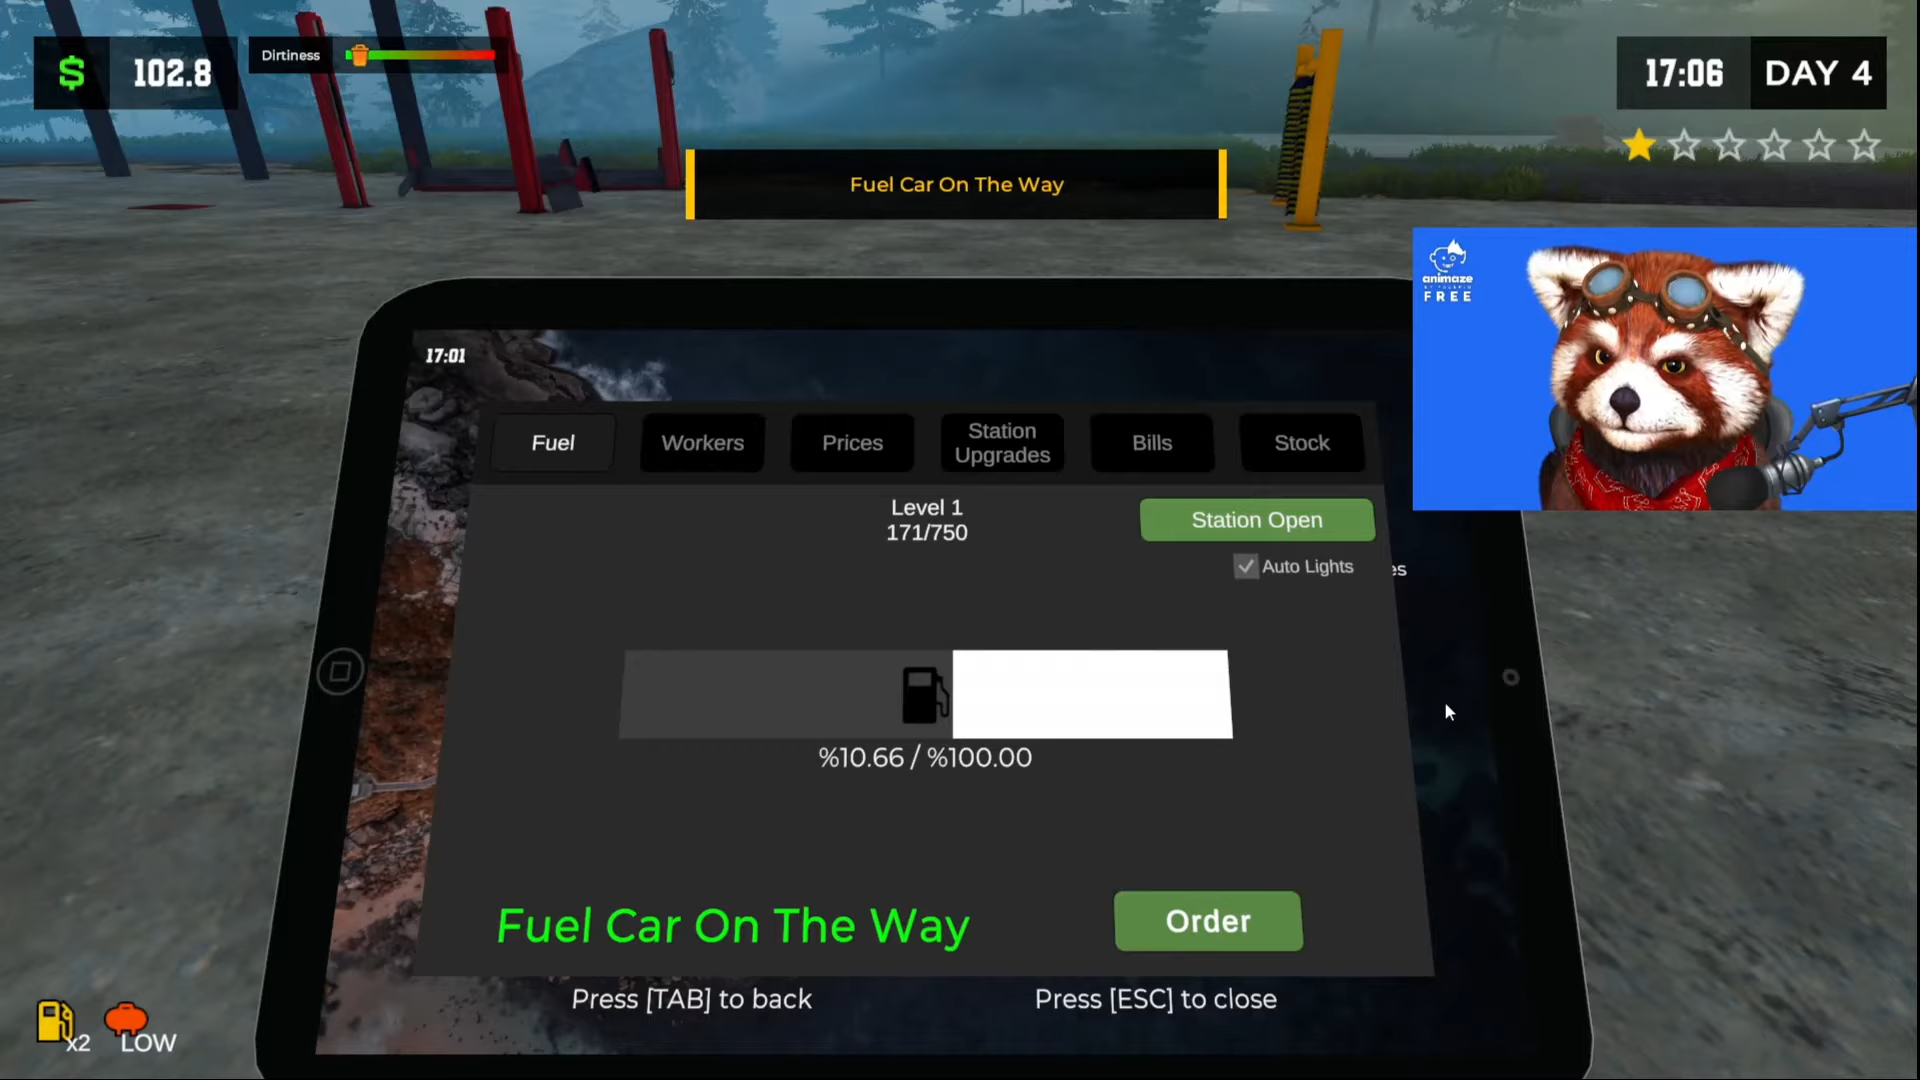 $ 102.8
Dirtiness
17:06 DAY 4
Fuel Car On The Way
animaze
FREE
17:01
Fuel
Workers
Prices
Station
Upgrades
Bills
Stock
Level 1
171/750
Station Open
Auto Lights
es
%10.66 / %100.00
Fuel Car On The Way
Order
Press [TAB] to back
Press [ESC] to close
x2
LOW